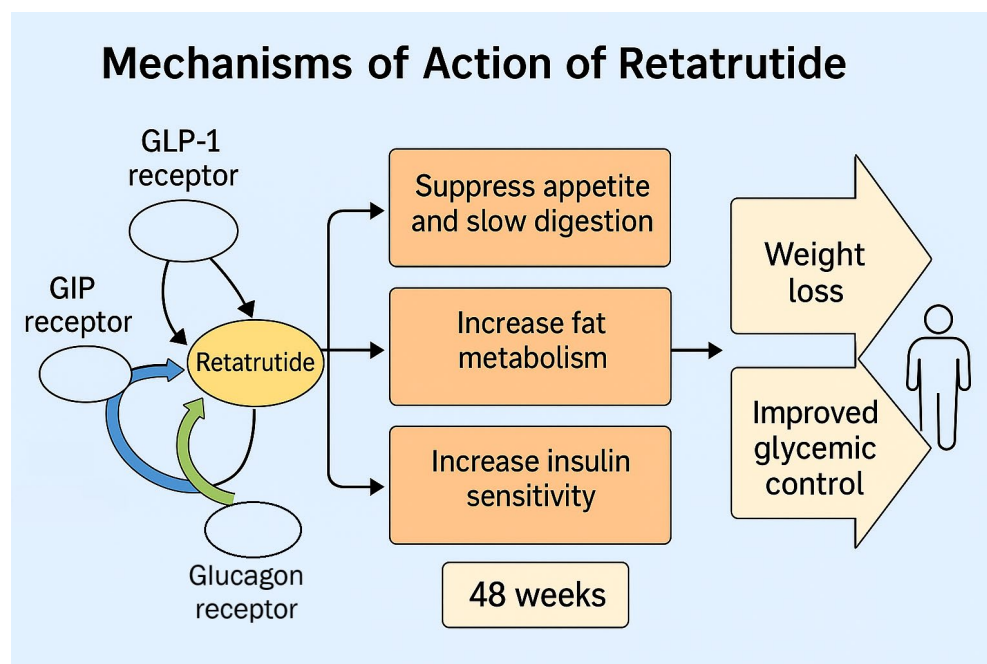 Mechanisms of Action of Retatrutide
GLP-1
receptor
GIP
receptor
Retatrutide
Glucagon
receptor
Suppress appetite
and slow digestion
Increase fat
metabolism
Increase insulin
sensitivity
48 weeks
Weight
loss
Improved
glycemic
control